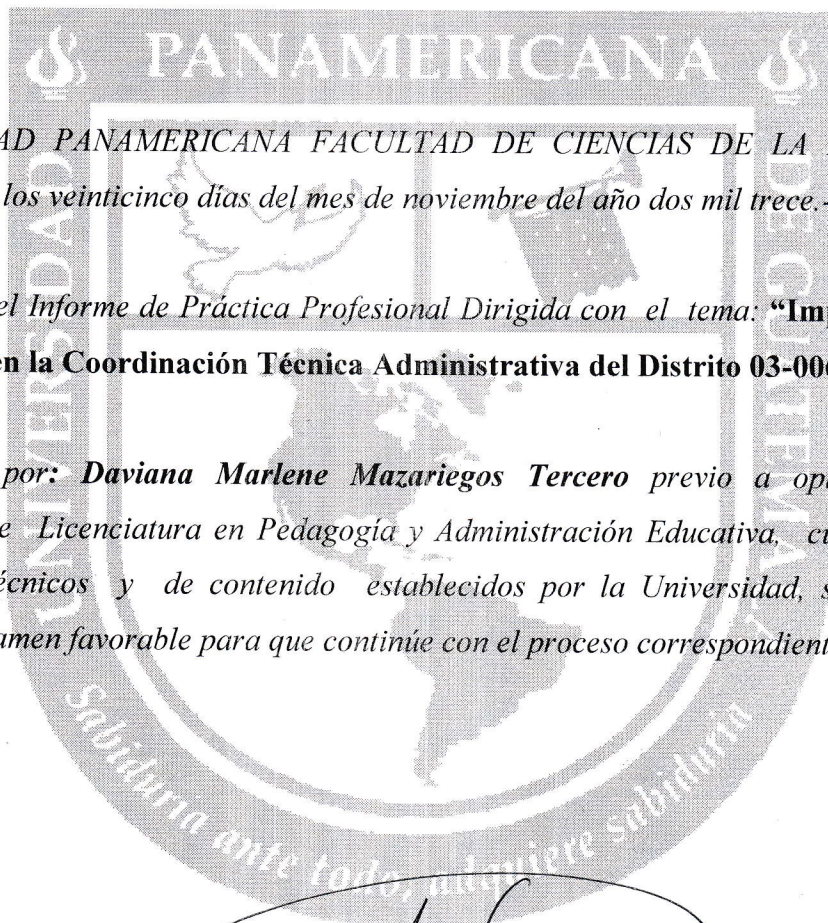 PANAMERICANA
UNIVERSIDAD
DE GUATEMALA
AD PANAMERICANA FACULTAD DE CIENCIAS DE LA
los veinticinco días del mes de noviembre del año dos mil trece.-
el Informe de Práctica Profesional Dirigida con el tema: “Imp
en la Coordinación Técnica Administrativa del Distrito 03-00
por: Daviana Marlene Mazariegos Tercero previo a op
e Licenciatura en Pedagogía y Administración Educativa, cu
écnicos y de contenido establecidos por la Universidad, s
amen favorable para que continúe con el proceso correspondient
Sabiduría ante todo, adquiere sabiduría